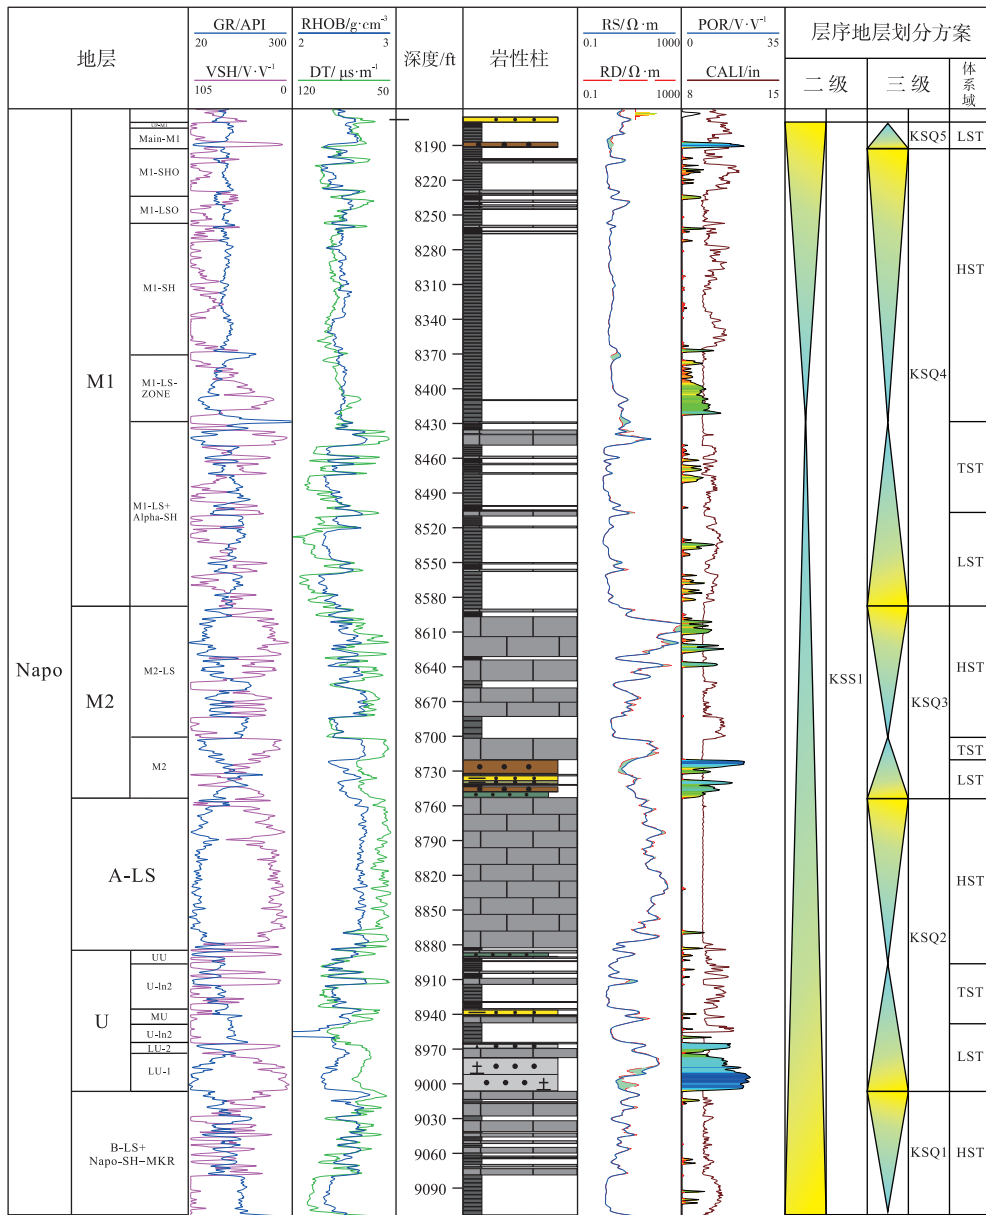 地层
GR/API
20 300
VSH/V·V⁻¹
105 0
RHOB/g·cm⁻³
2 3
DT/ μs·m⁻¹
120 50
深度/ft
岩性柱
RS/Ω·m
0.1 1000
RD/Ω·m
0.1 1000
POR/V·V⁻¹
0 35
CALI/in
8 15
层序地层划分方案
二级
三级
体系域
Napo
M1
M2
A-LS
U
B-LS+
Napo-SH-MKR
Main-M1
M1-SHO
M1-LSO
M1-SH
M1-LS-
ZONE
M1-LS+
Alpha-SH
M2-LS
M2
UU
U-ln2
MU
U-ln2
LU-2
LU-1
8190
8220
8250
8280
8310
8340
8370
8400
8430
8460
8490
8520
8550
8580
8610
8640
8670
8700
8730
8760
8790
8820
8850
8880
8910
8940
8970
9000
9030
9060
9090
KSS1
KSQ5
KSQ4
KSQ3
KSQ2
KSQ1
LST
HST
TST
LST
HST
TST
LST
HST
TST
LST
HST